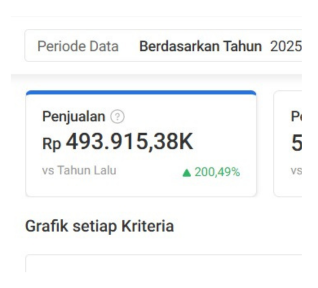 Periode Data Berdasarkan Tahun 2025
Penjualan
Rp 493.915,38K
vs Tahun Lalu 200,49%
5
vs
Grafik setiap Kriteria